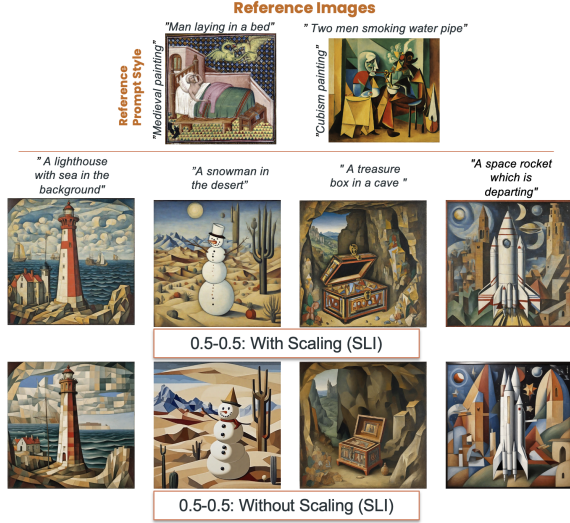 Reference Images
"Man laying in a bed"
" Two men smoking water pipe"
Reference
Prompt Style
"Medieval painting"
"Cubism painting"
" A lighthouse
with sea in the
background"
"A snowman in
the desert"
" A treasure
box in a cave "
"A space rocket
which is
departing"
0.5-0.5: With Scaling (SLI)
0.5-0.5: Without Scaling (SLI)